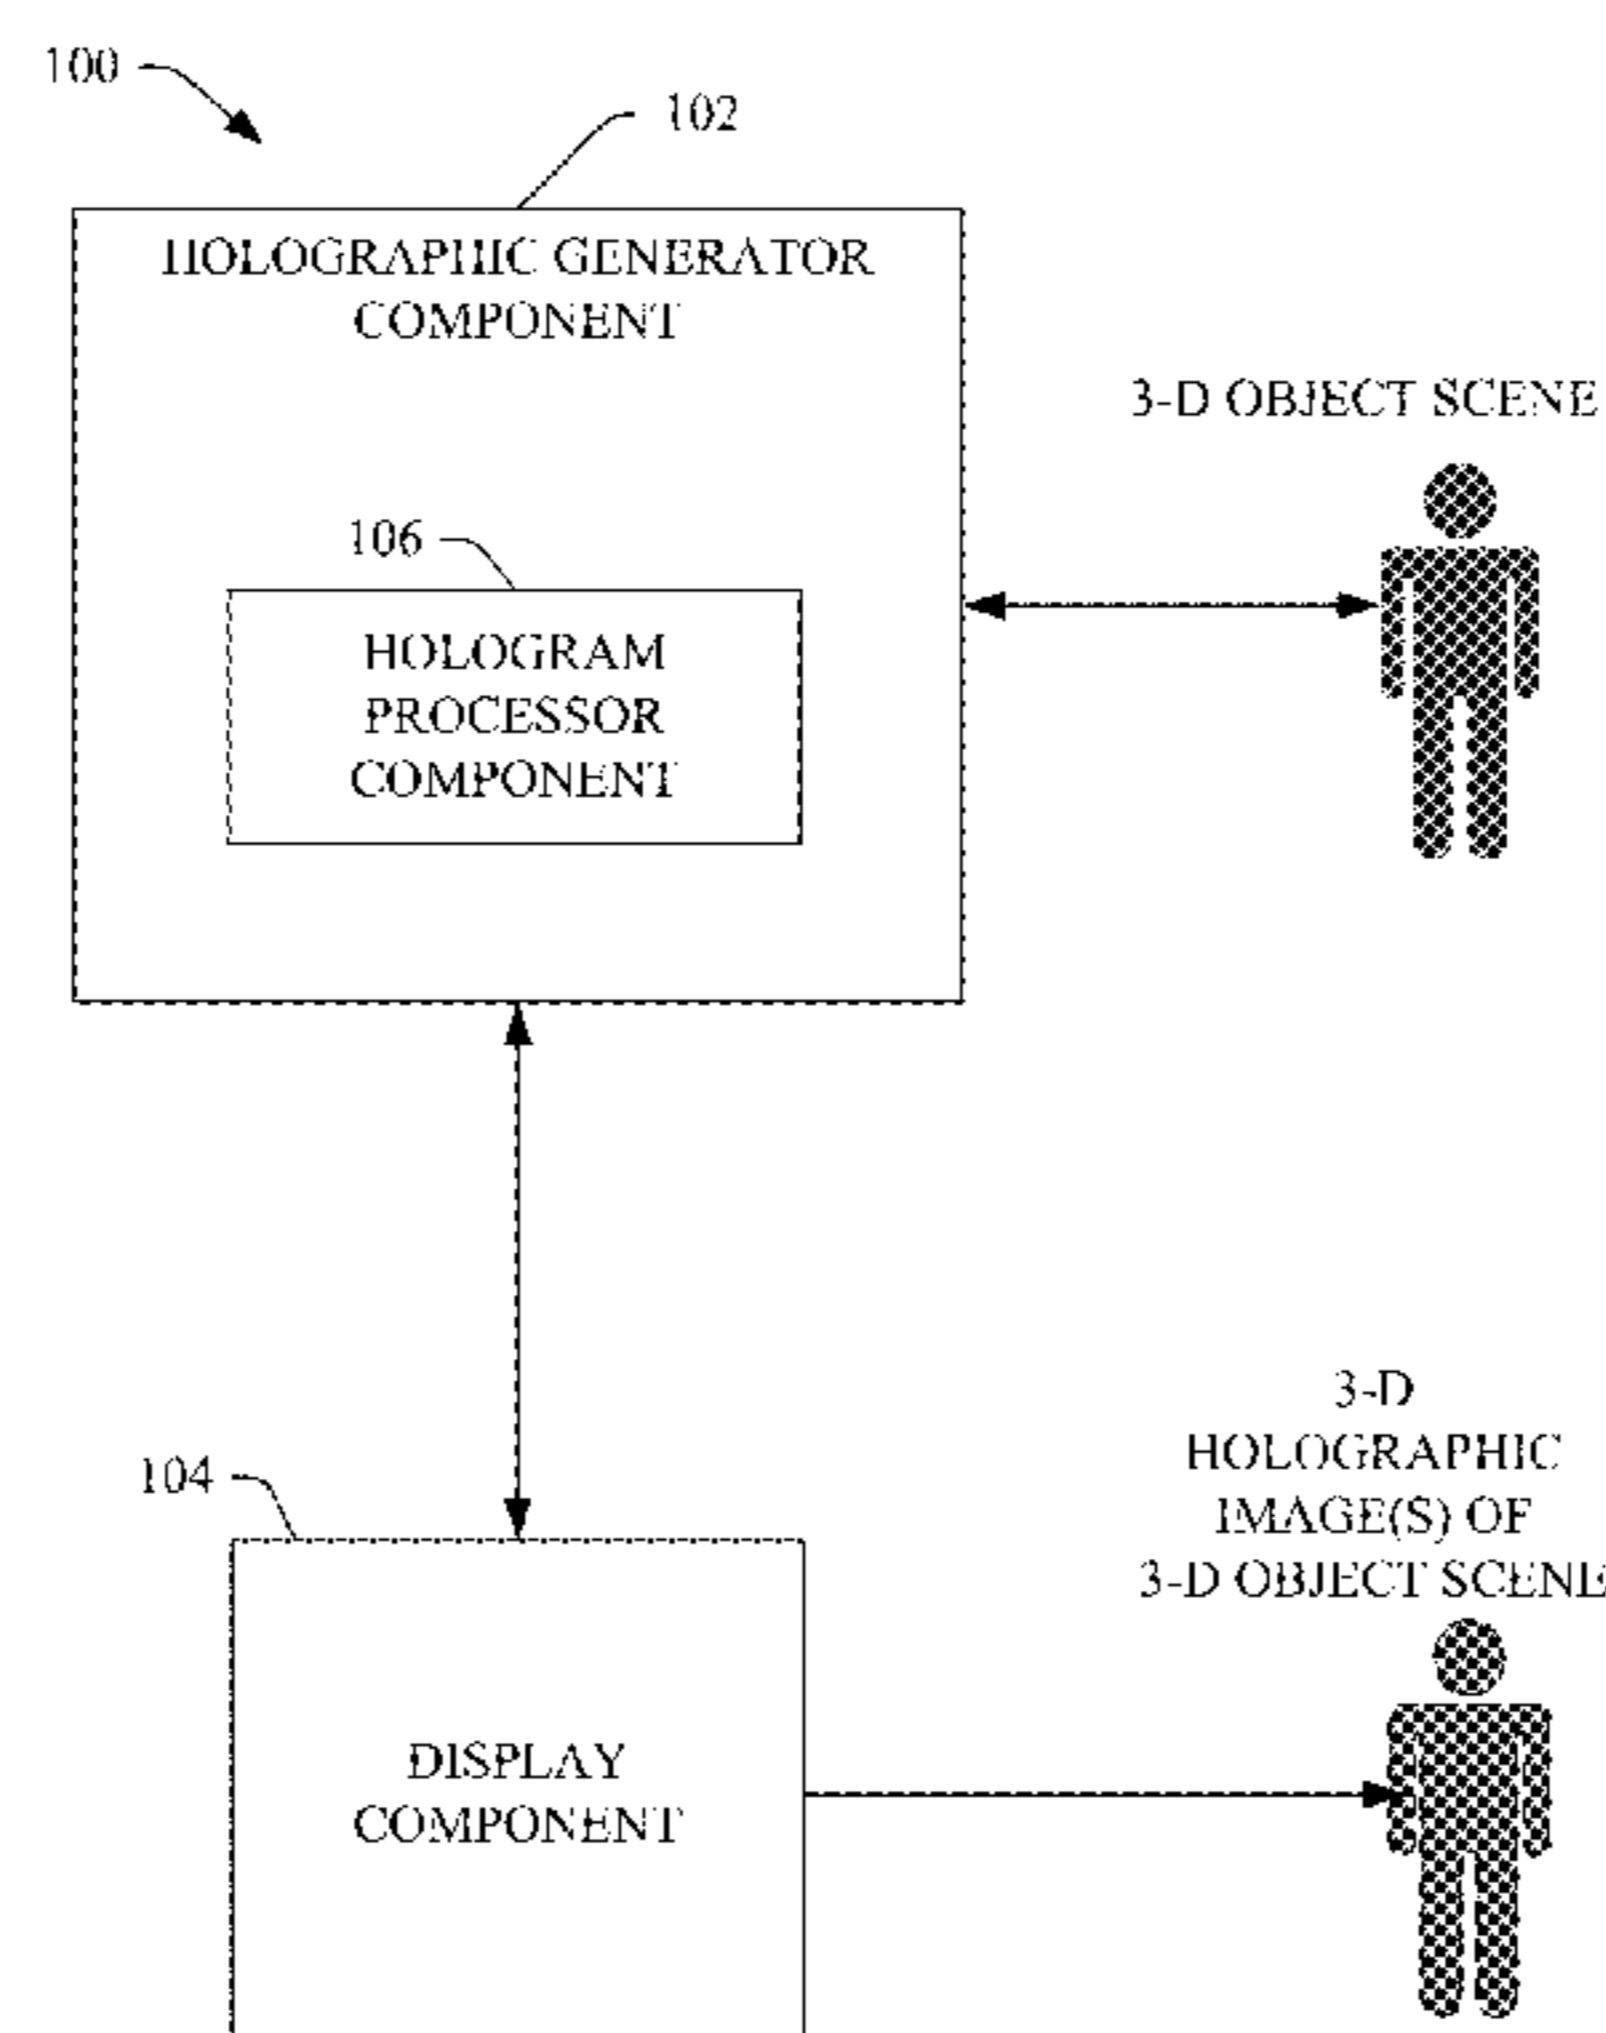 100
102
HOLOGRAPHIC GENERATOR
COMPONENT
3-D OBJECT SCENE
106
HOLOGRAM
PROCESSOR
COMPONENT
104
3-D
HOLOGRAPHIC
IMAGE(S) OF
3-D OBJECT SCENE
DISPLAY
COMPONENT